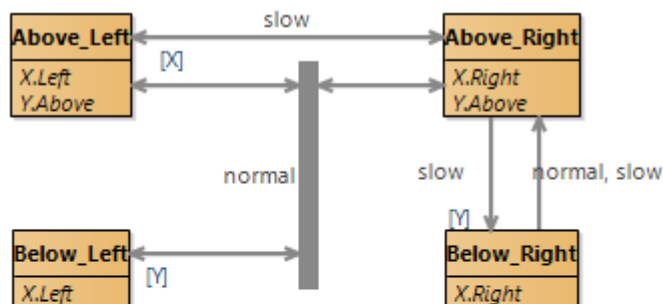 slow
Above_Left
Above_Right
[X]
X.Left
Y.Above
X.Right
Y.Above
normal
slow
normal, slow
[Y]
Below_Left
Below_Right
[Y]
X.Left
X.Right